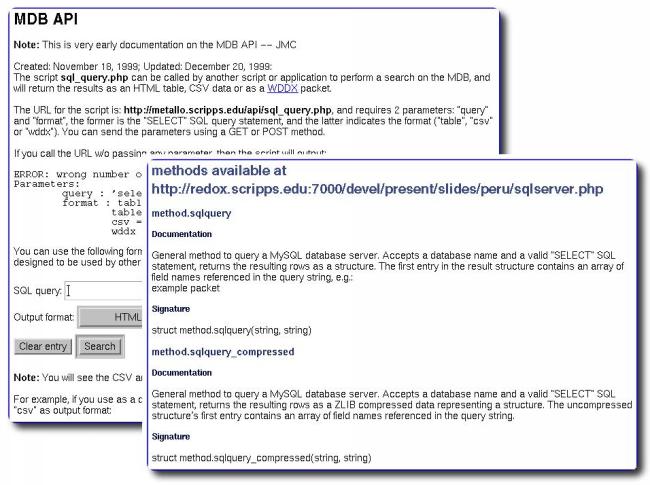 MDB API
Note: This is very early documentation on the MDB API -- JMC
Created: November 18, 1999; Updated: December 20, 1999:
The script sql_query.php can be called by another script or application to perform a search on the MDB, and
will return the results as an HTML table, CSV data or as a WDDX packet.
The URL for the script is: http://metallo.scripps.edu/api/sql_query.php, and requires 2 parameters: "query"
and "format", the former is the "SELECT" SQL query statement, and the latter indicates the format ("table", "csv"
or "wddx"). You can send the parameters using a GET or POST method.
If you call the URL w/o passing any parameter, then the script will output:
ERROR: wrong number o
Parameters:
query : 'sele
format : tabl
table
csv =
wddx
You can use the following form
designed to be used by other
SQL query:
Output format: HTML
Clear entry Search
Note: You will see the CSV a
For example, if you use as a q
"csv" as output format:
methods available at
http://redox.scripps.edu:7000/devel/present/slides/peru/sqlserver.php
method.sqlquery
Documentation
General method to query a MySQL database server. Accepts a database name and a valid "SELECT" SQL
statement, returns the resulting rows as a structure. The first entry in the result structure contains an array of
field names referenced in the query string, e.g.:
example packet
Signature
struct method.sqlquery(string, string)
method.sqlquery_compressed
Documentation
General method to query a MySQL database server. Accepts a database name and a valid "SELECT" SQL
statement, returns the resulting rows as a ZLIB compressed data representing a structure. The uncompressed
structure's first entry contains an array of field names referenced in the query string.
Signature
struct method.sqlquery_compressed(string, string)